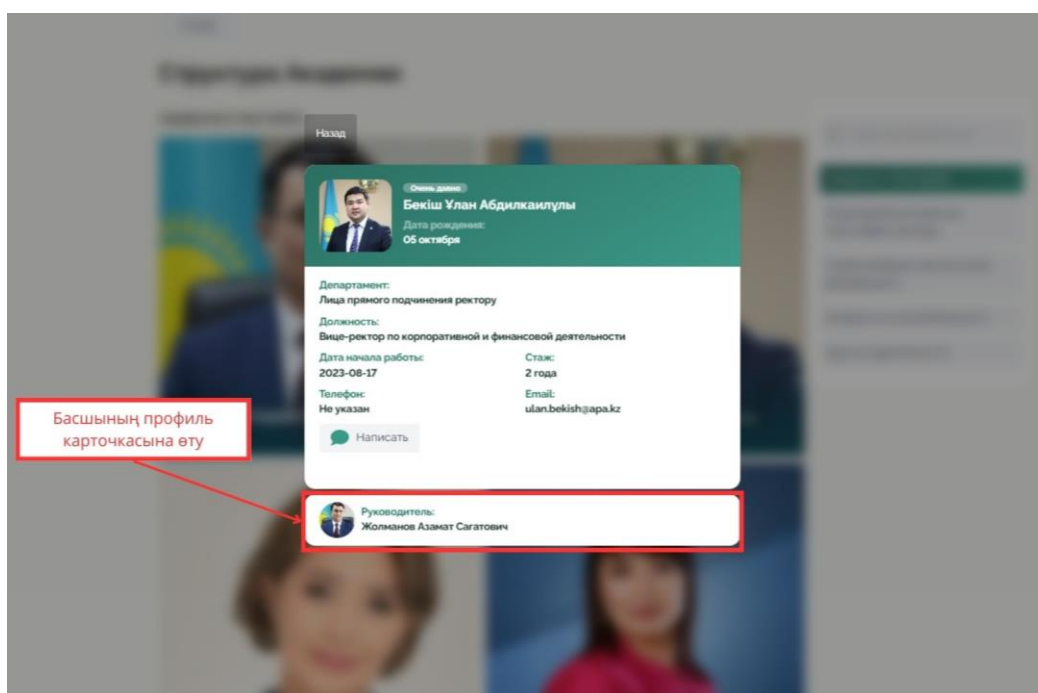 Структура Академии
Назад
Очень давно
Бекіш Ұлан Абдилкаилұлы
Дата рождения:
05 октября
Департамент:
Лица прямого подчинения ректору
Должность:
Вице-ректор по корпоративной и финансовой деятельности
Дата начала работы:
2023-08-17
Стаж:
2 года
Телефон:
Не указан
Email:
ulan.bekish@apa.kz
Написать
Басшының профиль
карточкасына өту
Руководитель:
Жолманов Азамат Сагатович